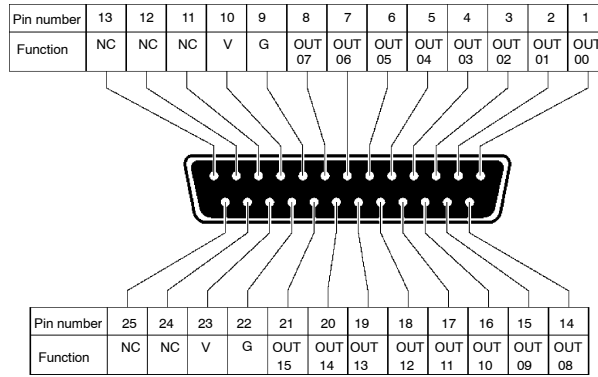 Pin number 13 12 11 10 9 8 7 6 5 4 3 2 1
Function NC NC NC V G OUT 07 OUT 06 OUT 05 OUT 04 OUT 03 OUT 02 OUT 01 OUT 00
Pin number 25 24 23 22 21 20 19 18 17 16 15 14
Function NC NC V G OUT 15 OUT 14 OUT 13 OUT 12 OUT 11 OUT 10 OUT 09 OUT 08